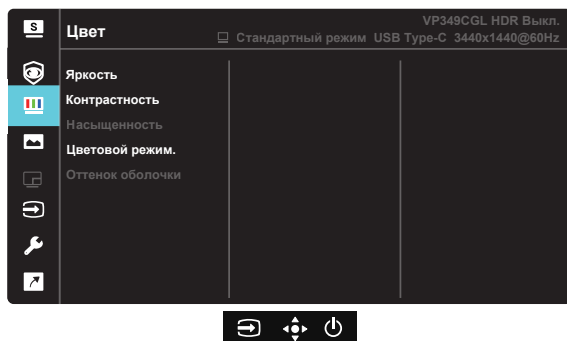 S
Цвет
VP349CGL HDR Выкл.
Стандартный режим USB Type-C 3440x1440@60Hz
Яркость
Контрастность
Насыщенность
Цветовой режим.
Оттенок оболочки